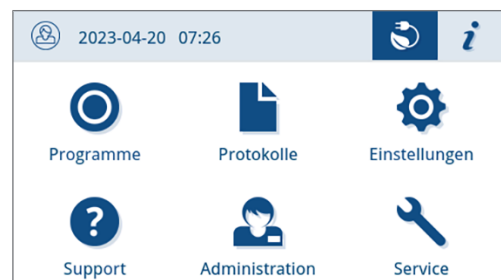 2023-04-20 07:26 i
Programme Protokolle Einstellungen
?
Support Administration Service